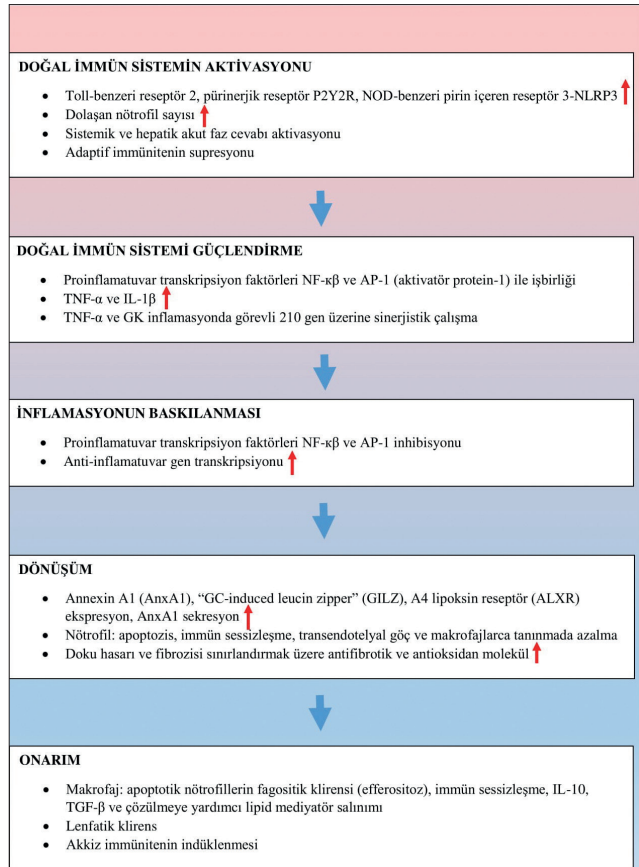 DOĞAL İMMÜN SİSTEMİN AKTİVASYONU
• Toll-benzeri reseptör 2, pürinerjik reseptör P2Y2R, NOD-benzeri pirin içeren reseptör 3-NLRP3
• Dolaşan nötrofil sayısı
• Sistemik ve hepatik akut faz cevabı aktivasyonu
• Adaptif immünitenin supresyonu
DOĞAL İMMÜN SİSTEMİ GÜÇLENDİRME
• Proinflamatuvar transkripsiyon faktörleri NF-κβ ve AP-1 (aktivatör protein-1) ile işbirliği
• TNF-α ve IL-1β
• TNF-α ve GK inflamasyonda görevli 210 gen üzerine sinerjistik çalışma
İNFLAMASYONUN BASKILANMASI
• Proinflamatuvar transkripsiyon faktörleri NF-κβ ve AP-1 inhibisyonu
• Anti-inflamatuvar gen transkripsiyonu
DÖNÜŞÜM
• Annexin A1 (AnxA1), “GC-induced leucin zipper” (GILZ), A4 lipoksin reseptör (ALXR)
ekspresyon, AnxA1 sekresyon
• Nötrofil: apoptozis, immün sessizleşme, transendotelyal göç ve makrofajlarca tanınmada azalma
• Doku hasarı ve fibrozisi sınırlandırmak üzere antifibrotik ve antioksidan molekül
ONARIM
• Makrofaj: apoptotik nötrofillerin fagositik klirensi (efferositoz), immün sessizleşme, IL-10,
TGF-β ve çözülmeye yardımcı lipid mediyatör salınımı
• Lenfatik klirens
• Akkiz immünitenin indüklenmesi